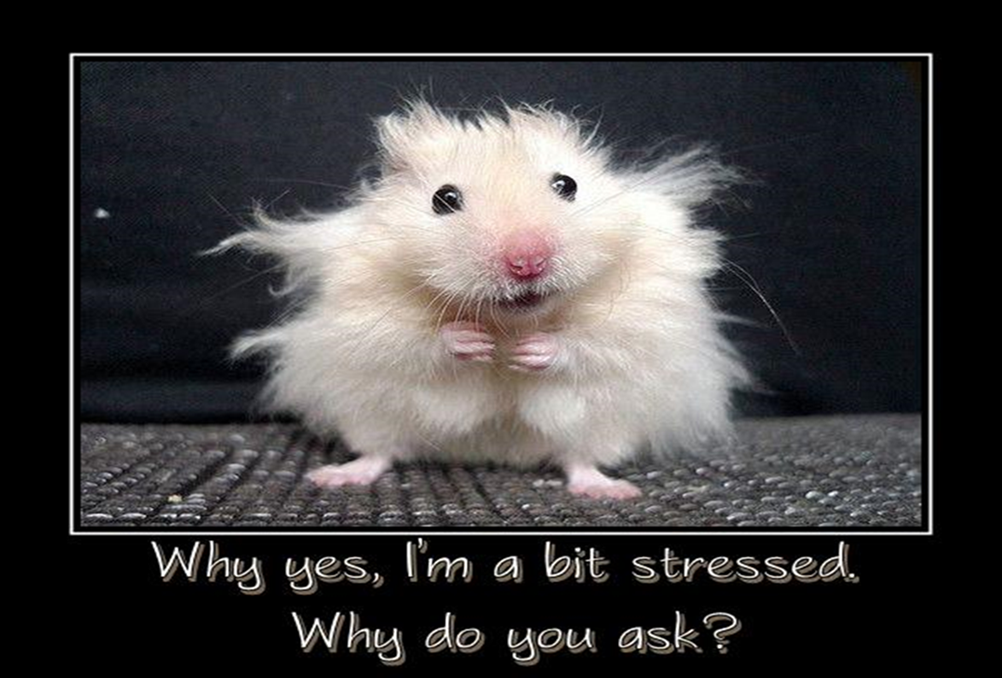 Why yes, I'm a bit stressed.
Why do you ask?